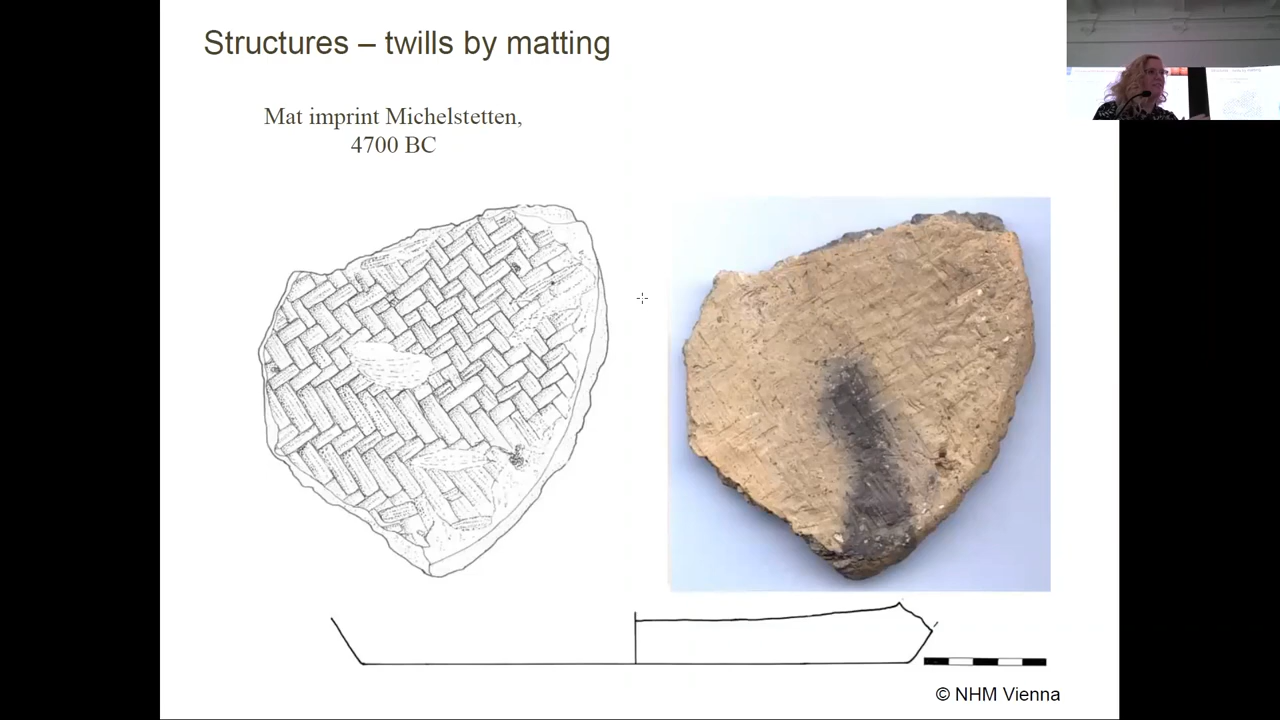 Structures – twills by matting
Mat imprint Michelstetten,
4700 BC
© NHM Vienna